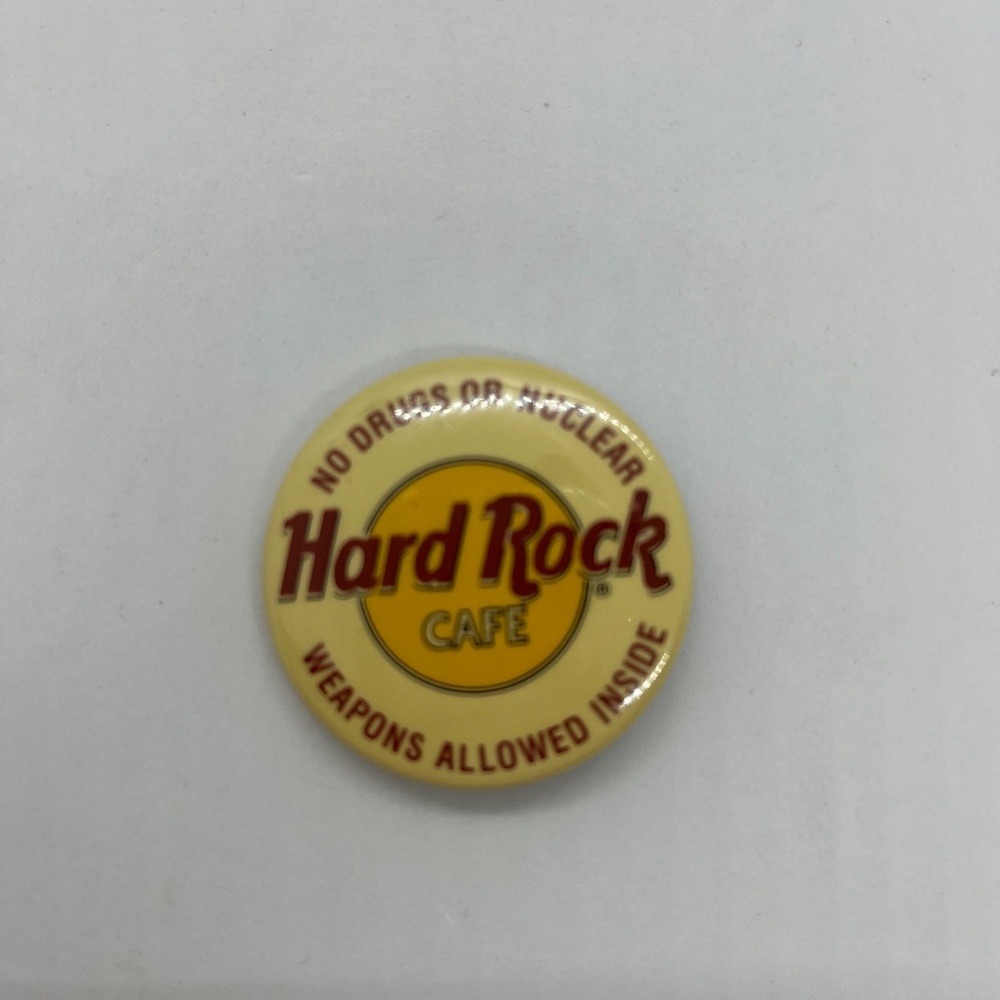 NO DRUGS OR NUCLEAR
Hard Rock
CAFE
WEAPONS ALLOWED INSIDE